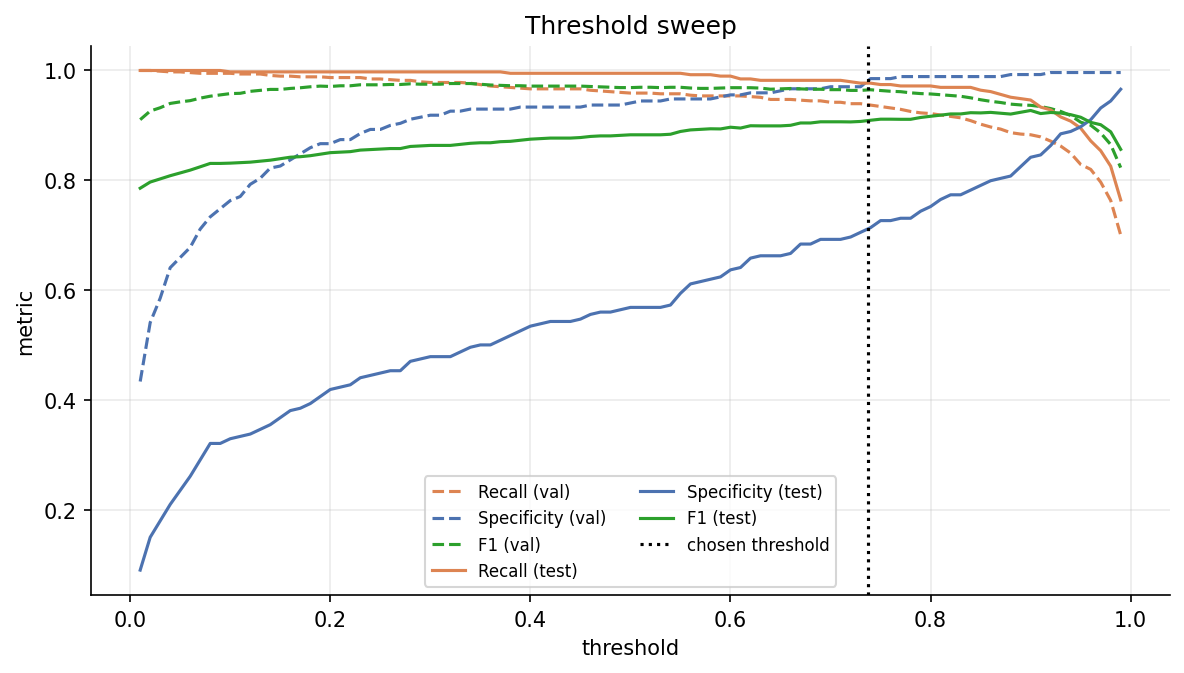 Threshold sweep
metric
1.0
0.8
0.6
0.4
0.2
0.0
0.2
0.4
0.6
0.8
1.0
threshold
Recall (val)
Specificity (val)
F1 (val)
Recall (test)
Specificity (test)
F1 (test)
chosen threshold